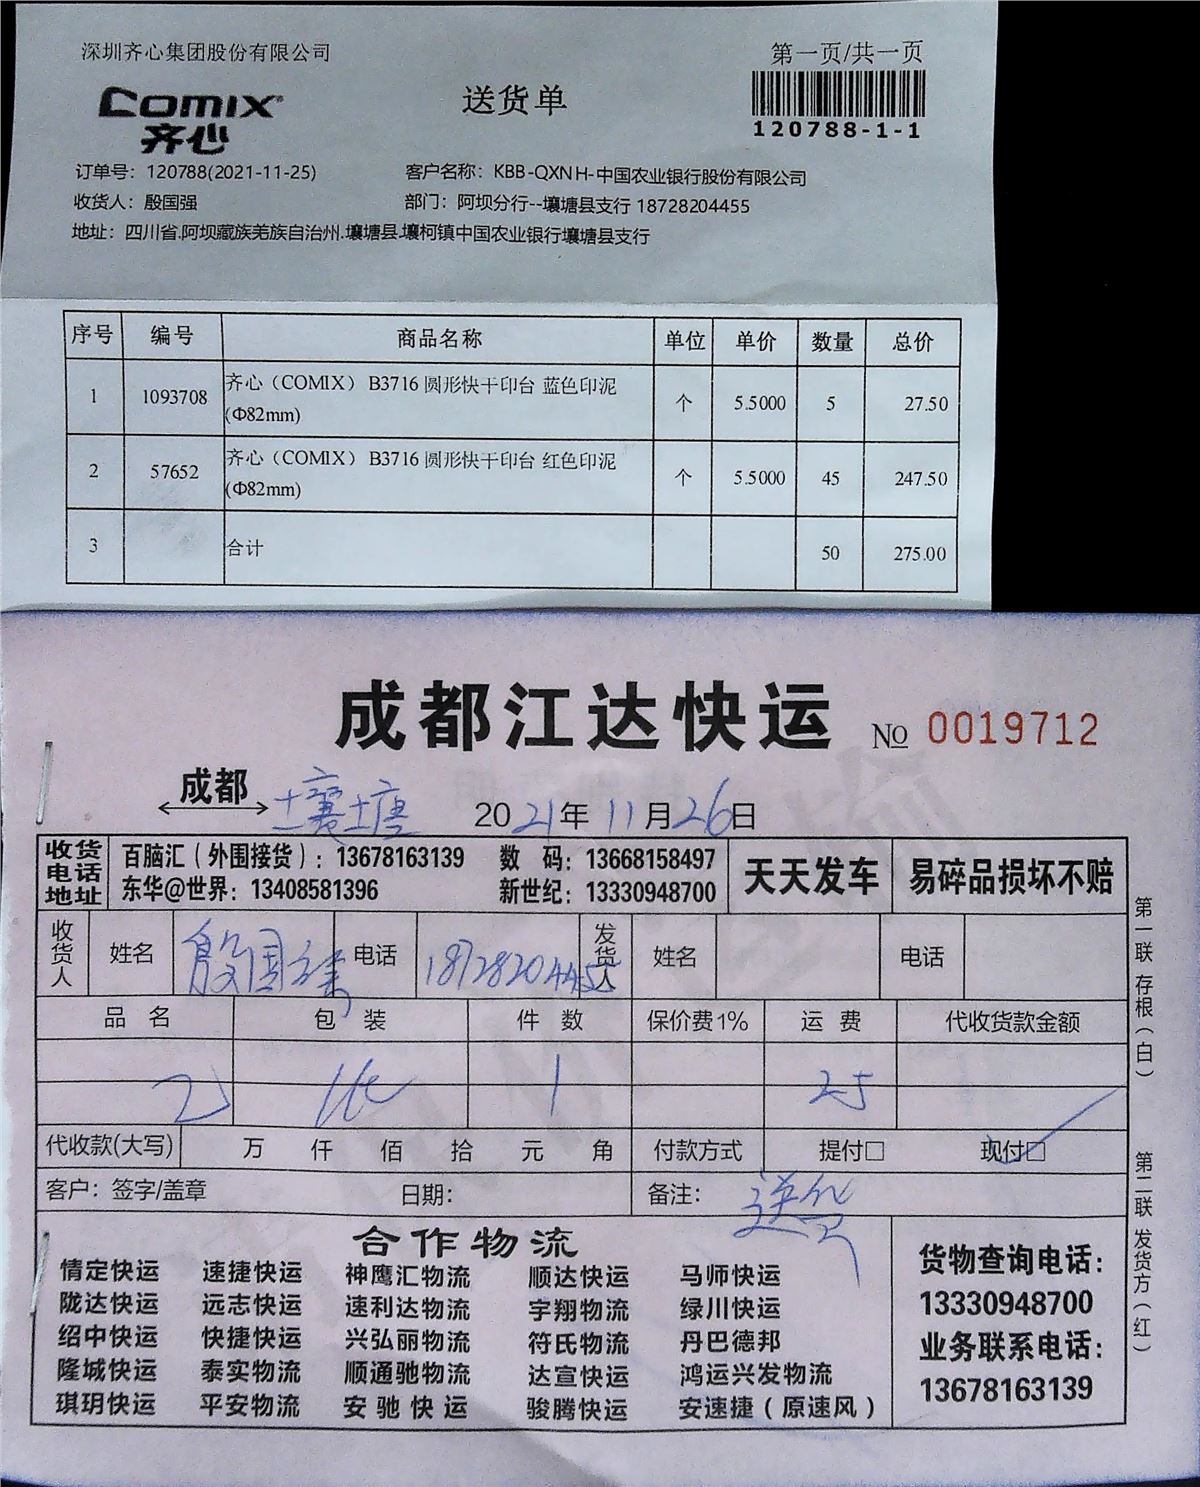 深圳齐心集团股份有限公司
第一页/共一页
COMIX®
齐心
送货单
120788-1-1
订单号：120788(2021-11-25)
客户名称：KBB-QXNH-中国农业银行股份有限公司
收货人：殷国强
部门：阿坝分行--壤塘县支行 18728204455
地址：四川省.阿坝藏族羌族自治州.壤塘县.壤柯镇中国农业银行壤塘县支行
序号 编号 商品名称 单位 单价 数量 总价
1 1093708 齐心（COMIX） B3716 圆形快干印台 蓝色印泥 (Φ82mm) 个 5.5000 5 27.50
2 57652 齐心（COMIX） B3716 圆形快干印台 红色印泥 (Φ82mm) 个 5.5000 45 247.50
3 合计 50 275.00
成都江达快运
No 0019712
成都 壤塘 2021年11月26日
收货电话地址
百脑汇（外围接货）：13678163139 数 码：13668158497
东华@世界：13408581396 新世纪：13330948700
天天发车 易碎品损坏不赔
收货人 姓名 殷国强 电话 18728204455 发货人 姓名 电话
品 名 包 装 件 数 保价费1% 运 费 代收货款金额
1 25
代收款(大写) 万 仟 佰 拾 元 角 付款方式 提付□ 现付□
客户：签字/盖章 日期： 备注：送货
合作物流
情定快运 速捷快运 神鹰汇物流 顺达快运 马师快运
陇达快运 远志快运 速利达物流 宇翔物流 绿川快运
绍中快运 快捷快运 兴弘丽物流 符氏物流 丹巴德邦
隆城快运 泰实物流 顺通驰物流 达宣快运 鸿运兴发物流
琪玥快运 平安物流 安驰快运 骏腾快运 安速捷（原速风）
货物查询电话：
13330948700
业务联系电话：
13678163139
第一联 存根（白）
第二联 发货方（红）